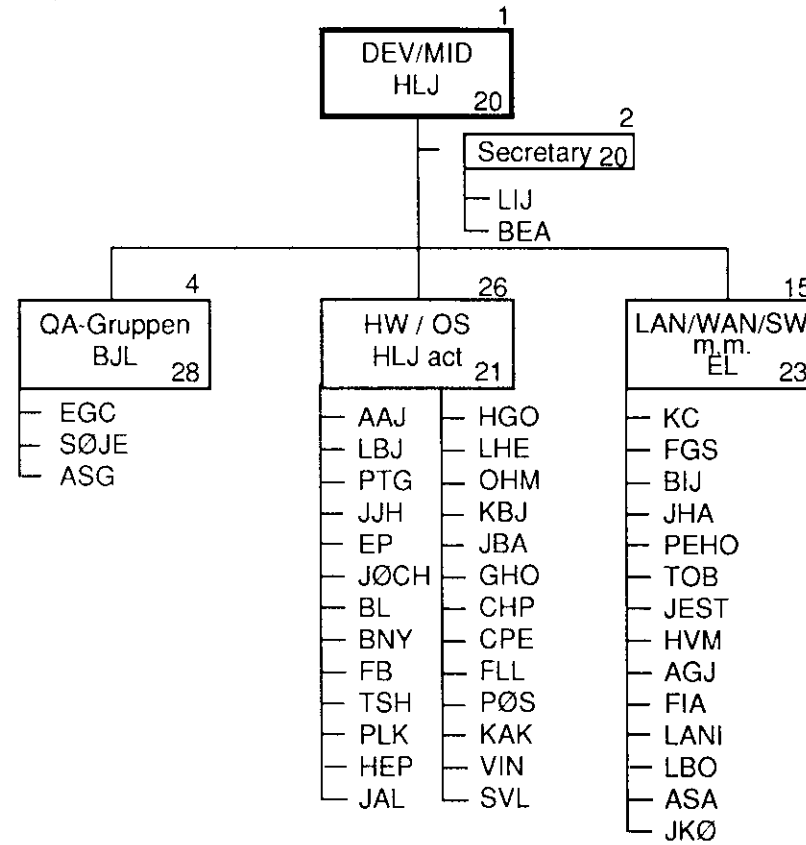 1
DEV/MID
HLJ
20
2
Secretary 20
LIJ
BEA
4
QA-Gruppen
BJL
28
EGC
SØJE
ASG
26
HW / OS
HLJ act
21
AAJ
LBJ
PTG
JJH
EP
JØCH
BL
BNY
FB
TSH
PLK
HEP
JAL
HGO
LHE
OHM
KBJ
JBA
GHO
CHP
CPE
FLL
PØS
KAK
VIN
SVL
15
LAN/WAN/SW
m.m.
EL
23
KC
FGS
BIJ
JHA
PEHO
TOB
JEST
HVM
AGJ
FIA
LANI
LBO
ASA
JKØ